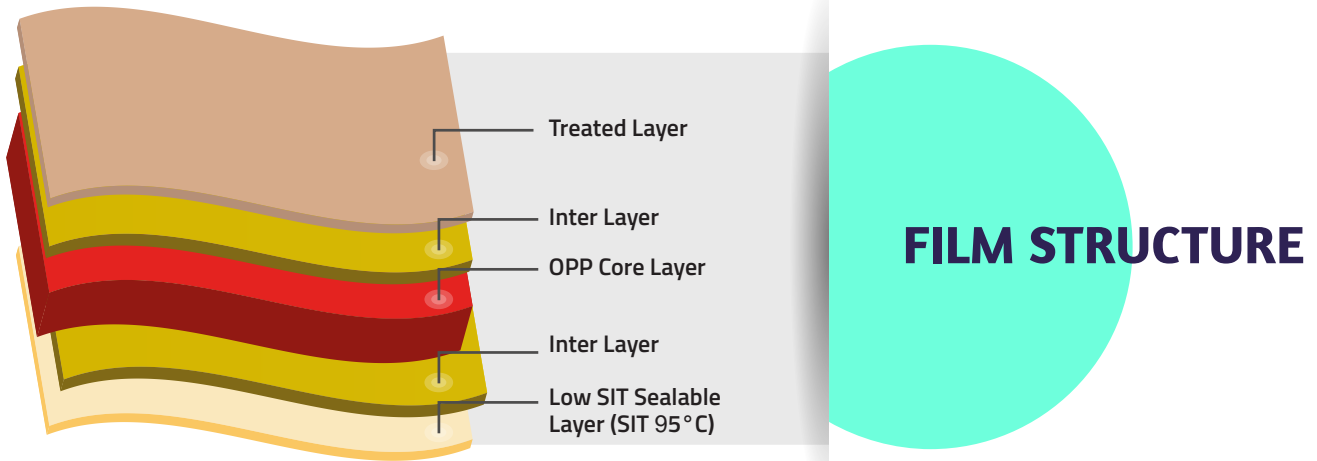 Treated Layer
Inter Layer
OPP Core Layer
Inter Layer
Low SIT Sealable
Layer (SIT 95°C)
FILM STRUCTURE